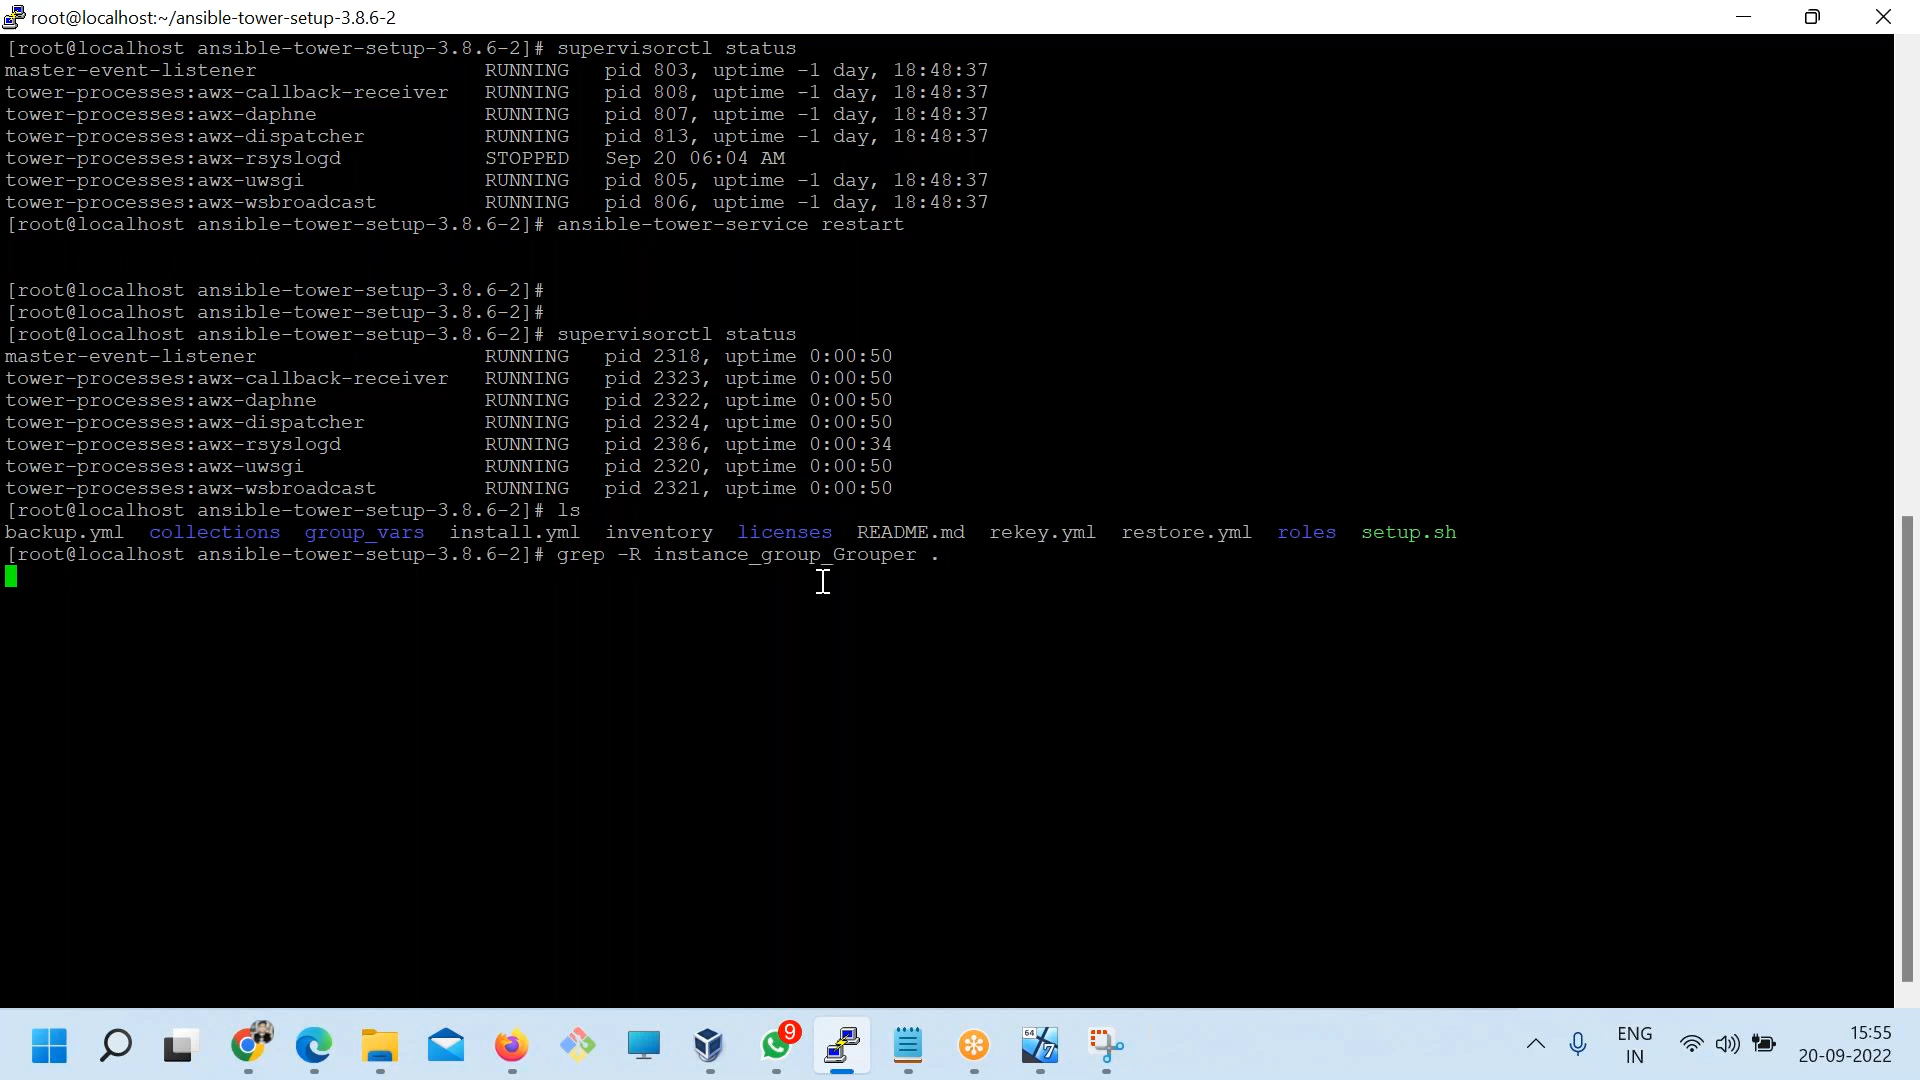 root@localhost:~/ansible-tower-setup-3.8.6-2
[root@localhost ansible-tower-setup-3.8.6-2]# supervisorctl status
master-event-listener RUNNING pid 803, uptime -1 day, 18:48:37
tower-processes:awx-callback-receiver RUNNING pid 808, uptime -1 day, 18:48:37
tower-processes:awx-daphne RUNNING pid 807, uptime -1 day, 18:48:37
tower-processes:awx-dispatcher RUNNING pid 813, uptime -1 day, 18:48:37
tower-processes:awx-rsyslogd STOPPED Sep 20 06:04 AM
tower-processes:awx-uwsgi RUNNING pid 805, uptime -1 day, 18:48:37
tower-processes:awx-wsbroadcast RUNNING pid 806, uptime -1 day, 18:48:37
[root@localhost ansible-tower-setup-3.8.6-2]# ansible-tower-service restart
[root@localhost ansible-tower-setup-3.8.6-2]#
[root@localhost ansible-tower-setup-3.8.6-2]#
[root@localhost ansible-tower-setup-3.8.6-2]# supervisorctl status
master-event-listener RUNNING pid 2318, uptime 0:00:50
tower-processes:awx-callback-receiver RUNNING pid 2323, uptime 0:00:50
tower-processes:awx-daphne RUNNING pid 2322, uptime 0:00:50
tower-processes:awx-dispatcher RUNNING pid 2324, uptime 0:00:50
tower-processes:awx-rsyslogd RUNNING pid 2386, uptime 0:00:34
tower-processes:awx-uwsgi RUNNING pid 2320, uptime 0:00:50
tower-processes:awx-wsbroadcast RUNNING pid 2321, uptime 0:00:50
[root@localhost ansible-tower-setup-3.8.6-2]# ls
backup.yml collections group_vars install.yml inventory licenses README.md rekey.yml restore.yml roles setup.sh
[root@localhost ansible-tower-setup-3.8.6-2]# grep -R instance_group_Grouper .
9
64
7
ENG
IN
15:55
20-09-2022